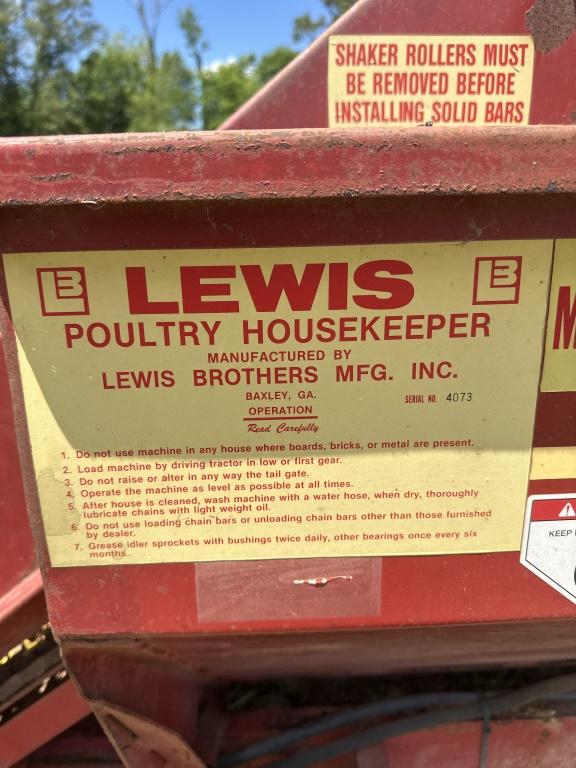 SHAKER ROLLERS MUST
BE REMOVED BEFORE
INSTALLING SOLID BARS
LB LEWIS LB
POULTRY HOUSEKEEPER
MANUFACTURED BY
LEWIS BROTHERS MFG. INC.
BAXLEY, GA.
SERIAL NO. 4073
OPERATION
Read Carefully
1. Do not use machine in any house where boards, bricks, or metal are present.
2. Load machine by driving tractor in low or first gear.
3. Do not raise or alter in any way the tail gate.
4. Operate the machine as level as possible at all times.
5. After house is cleaned, wash machine with a water hose, when dry, thoroughly
lubricate chains with light weight oil.
6. Do not use loading chain bars or unloading chain bars other than those furnished
by dealer.
7. Grease idler sprockets with bushings twice daily, other bearings once every six
months.
M
KEEP